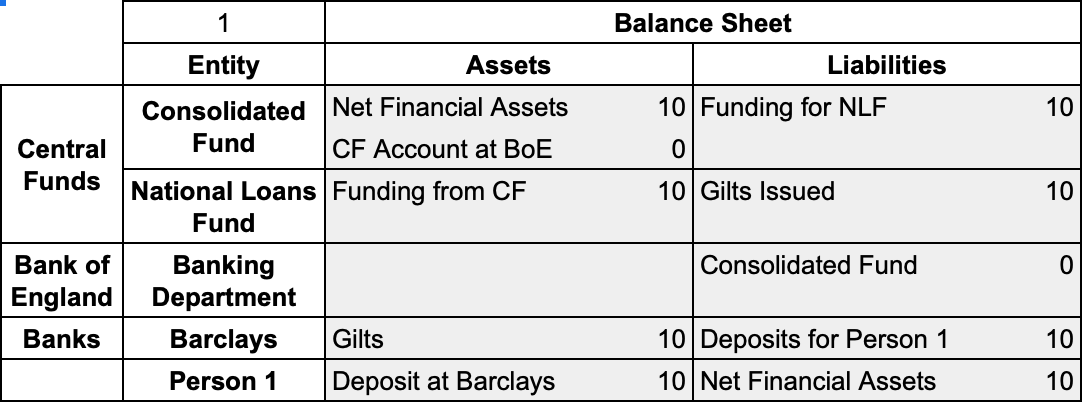 1 Balance Sheet
Entity Assets Liabilities
Central Funds Consolidated Fund Net Financial Assets 10 Funding for NLF 10
CF Account at BoE 0
National Loans Fund Funding from CF 10 Gilts Issued 10
Bank of England Banking Department Consolidated Fund 0
Banks Barclays Gilts 10 Deposits for Person 1 10
Person 1 Deposit at Barclays 10 Net Financial Assets 10